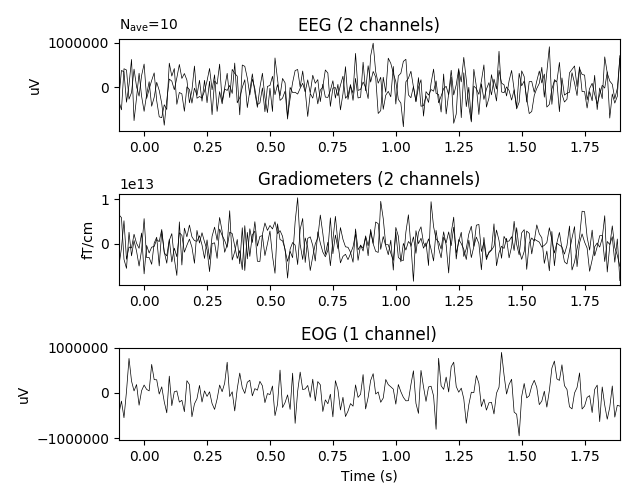 N_ave=10
EEG (2 channels)
1000000
0
uV
0.00 0.25 0.50 0.75 1.00 1.25 1.50 1.75
1e13
Gradiometers (2 channels)
1
0
fT/cm
0.00 0.25 0.50 0.75 1.00 1.25 1.50 1.75
EOG (1 channel)
1000000
0
−1000000
uV
0.00 0.25 0.50 0.75 1.00 1.25 1.50 1.75
Time (s)